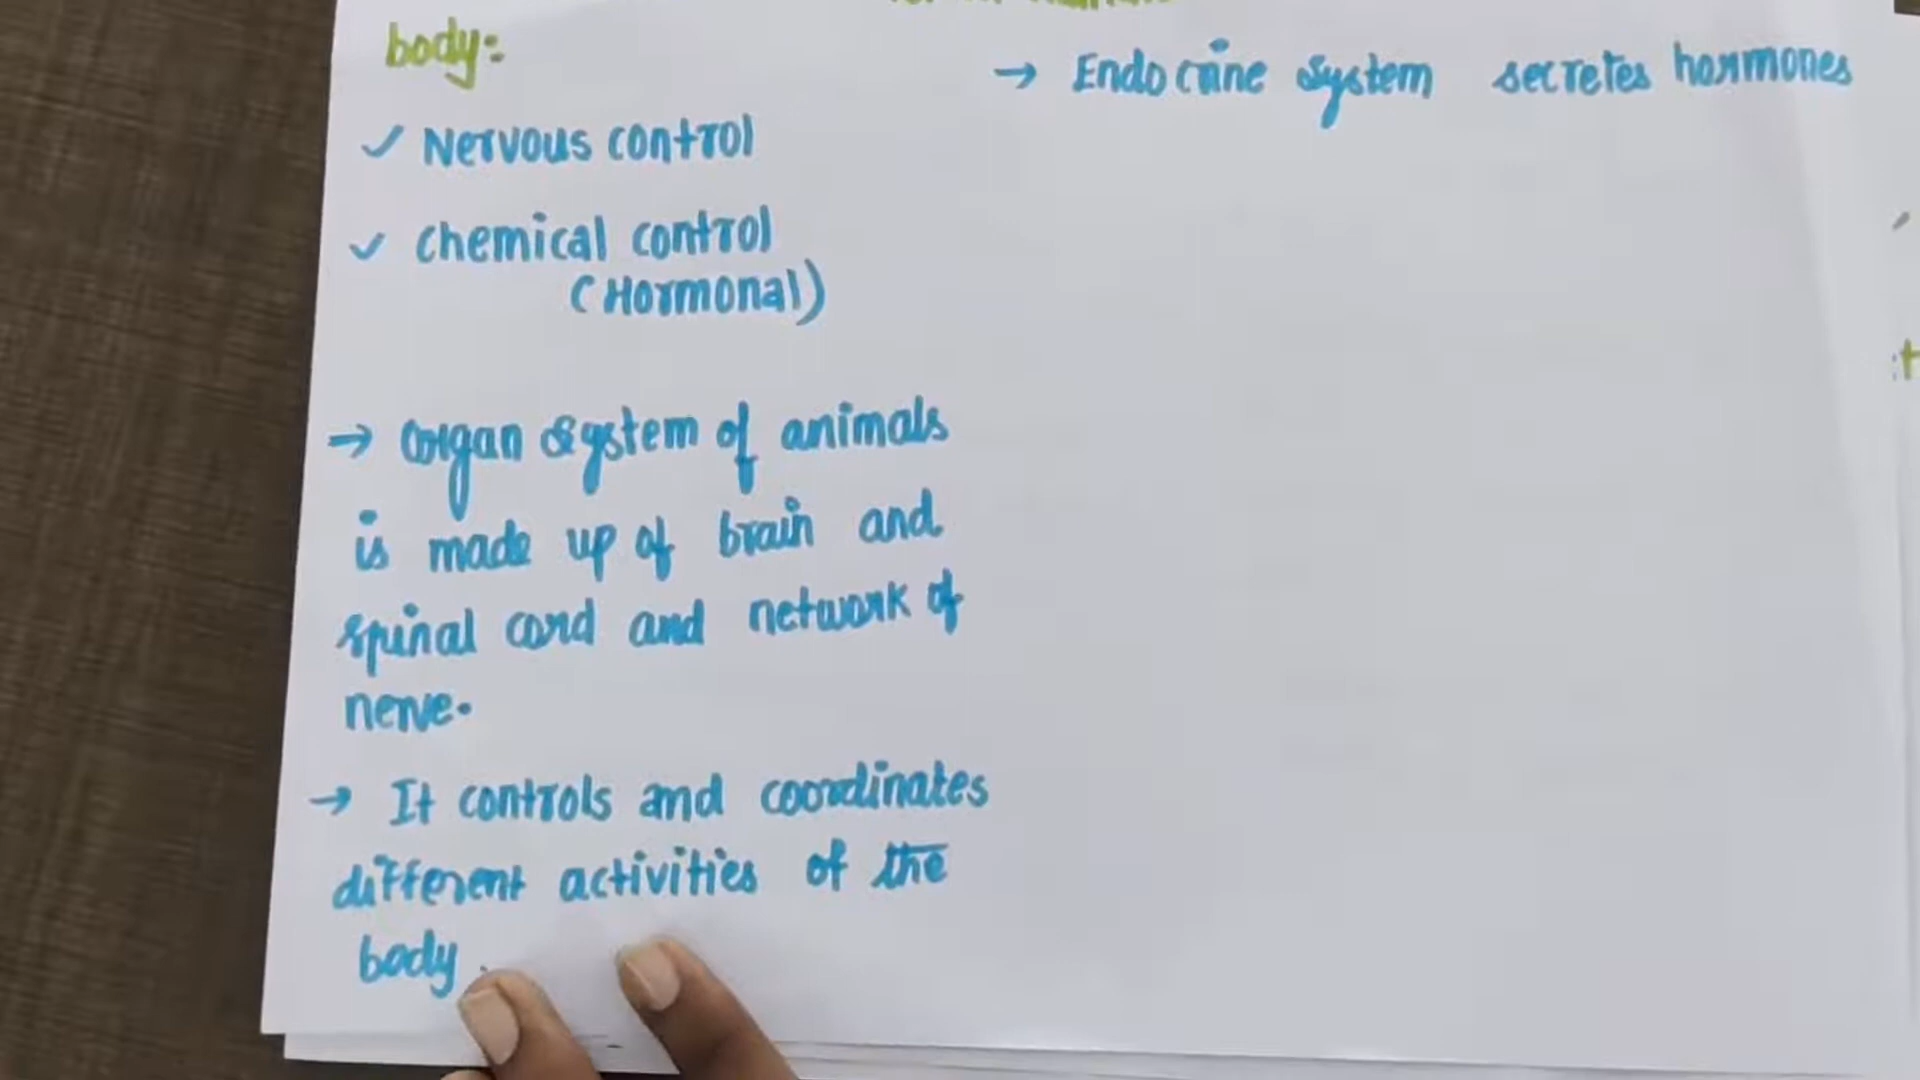 body:-
✓ Nervous control
✓ chemical control
(Hormonal)
→ Organ system of animals
is made up of brain and
spinal cord and network of
nerve.
→ It controls and coordinates
different activities of the
body.
→ Endocrine system secretes hormones